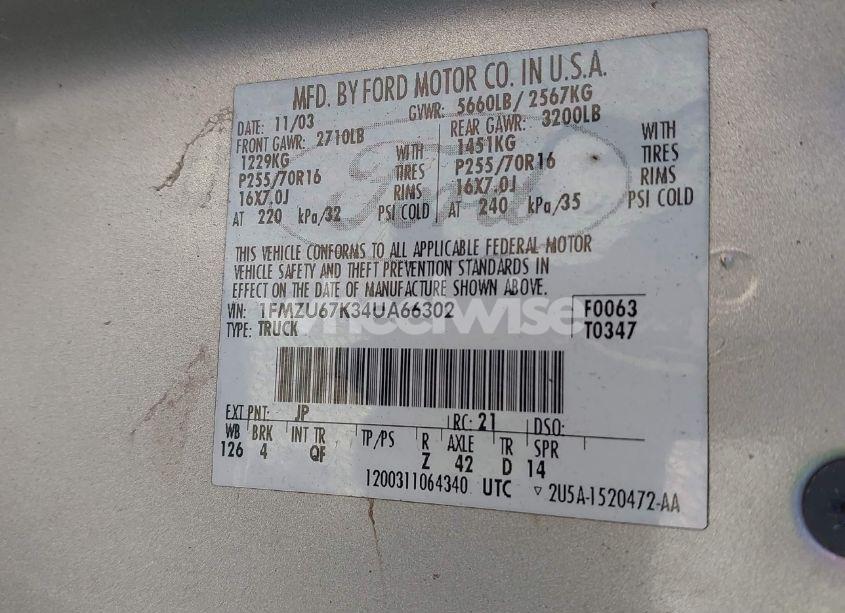 MFD. BY FORD MOTOR CO. IN U.S.A.
DATE: 11/03 GVWR: 5660LB/ 2567KG
FRONT GAWR: 2710LB REAR GAWR: 3200LB
1229KG WITH 1451KG WITH
P255/70R16 TIRES P255/70R16 TIRES
16X7.0J RIMS 16X7.0J RIMS
AT 220 kPa/32 PSI COLD AT 240 kPa/35 PSI COLD
Ford
THIS VEHICLE CONFORMS TO ALL APPLICABLE FEDERAL MOTOR
VEHICLE SAFETY AND THEFT PREVENTION STANDARDS IN
EFFECT ON THE DATE OF MANUFACTURE SHOWN ABOVE.
VIN: 1FMZU67K34UA66302 F0063
TYPE: TRUCK T0347
wheelwise
EXT PNT: JP RC: 21 DSO:
WB BRK INT TR TP/PS R AXLE TR SPR
126 4 QF Z 42 D 14
1200311064340 UTC ▽ 2U5A-1520472-AA